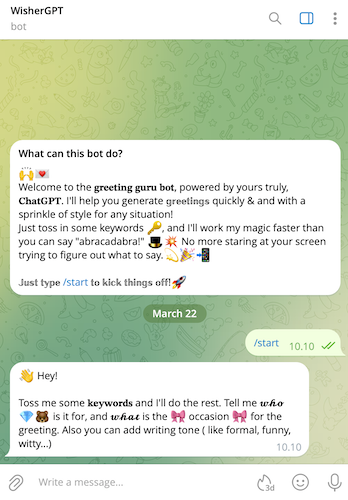 WisherGPT
bot
What can this bot do?
🙌💌
Welcome to the 𝐠𝐫𝐞𝐞𝐭𝐢𝐧𝐠 𝐠𝐮𝐫𝐮 𝐛𝐨𝐭, powered by yours truly,
𝐂𝐡𝐚𝐭𝐆𝐏𝐓. I'll help you generate 𝕘𝕣𝕖𝕖𝕥𝕚𝕟𝕘𝕤 quickly & and with a
sprinkle of style for any situation!
Just toss in some keywords 🔑, and I'll work my magic faster than
you can say "abracadabra!" 🎩💥 No more staring at your screen
trying to figure out what to say. 💫🎉📲
𝕁𝕦𝕤𝕥 𝕥𝕪𝕡𝕖 /start 𝕥𝕠 𝕜𝕚𝕔𝕜 𝕥𝕙𝕚𝕟𝕘𝕤 𝕠𝕗𝕗!🚀
March 22
/start 10.10
👋 Hey!
Toss me some 𝐤𝐞𝐲𝐰𝐨𝐫𝐝𝐬 and I'll do the rest. Tell me 𝔀𝓱𝓸
💎🐻 is it for, and 𝔀𝓱𝓪𝓽 is the 🎀 occasion 🎀 for the
greeting. Also you can add writing tone ( like formal, funny,
witty...)
10.10
Write a message...
3d